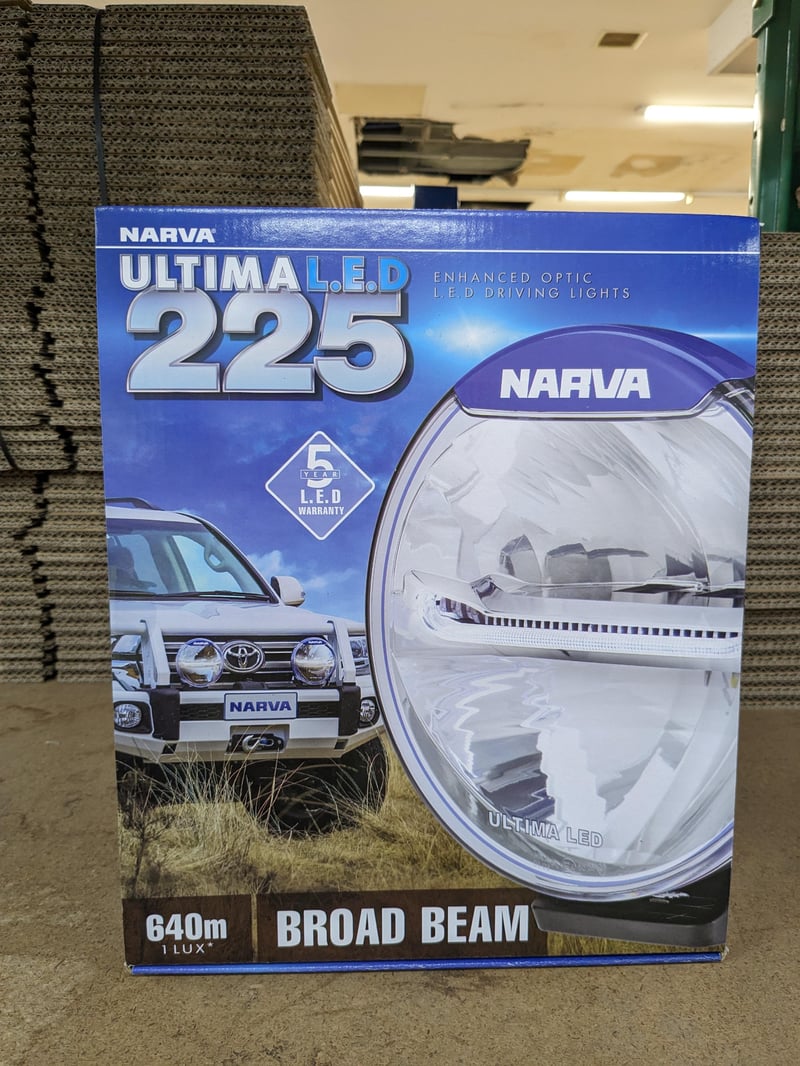 NARVA®
ULTIMA L.E.D
225
ENHANCED OPTIC
L.E.D DRIVING LIGHTS
NARVA
5
YEAR
L.E.D
WARRANTY
NARVA
ULTIMA LED
640m
1 LUX*
BROAD BEAM